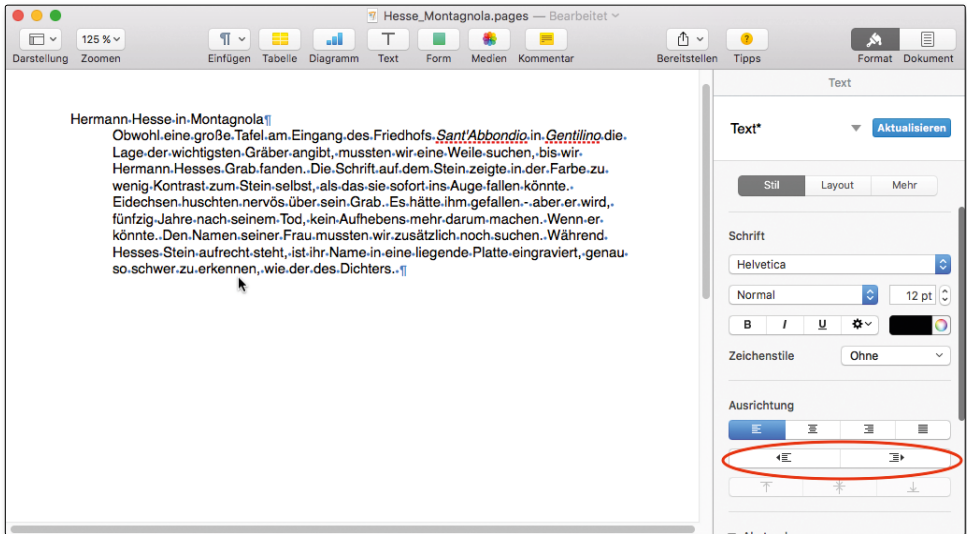 Hesse_Montagnola.pages — Bearbeitet
125 %
Darstellung Zoomen Einfügen Tabelle Diagramm Text Form Medien Kommentar Bereitstellen Tipps Format Dokument
Text
Hermann·Hesse·in·Montagnola¶
Obwohl·eine·große·Tafel·am·Eingang·des·Friedhofs·Sant'Abbondio·in·Gentilino·die·
Lage·der·wichtigsten·Gräber·angibt,·mussten·wir·eine·Weile·suchen,·bis·wir·
Hermann·Hesses·Grab·fanden.·Die·Schrift·auf·dem·Stein·zeigte·in·der·Farbe·zu·
wenig·Kontrast·zum·Stein·selbst,·als·das·sie·sofort·ins·Auge·fallen·könnte.·
Eidechsen·huschten·nervös·über·sein·Grab.·Es·hätte·ihm·gefallen·-·aber·er·wird,·
fünfzig·Jahre·nach·seinem·Tod,·kein·Aufhebens·mehr·darum·machen.·Wenn·er·
könnte.·Den·Namen·seiner·Frau·mussten·wir·zusätzlich·noch·suchen.·Während·
Hesses·Stein·aufrecht·steht,·ist·ihr·Name·in·eine·liegende·Platte·eingraviert,·genau·
so·schwer·zu·erkennen,·wie·der·des·Dichters.·¶
Text*
Aktualisieren
Stil Layout Mehr
Schrift
Helvetica
Normal 12 pt
B I U
Zeichenstile Ohne
Ausrichtung